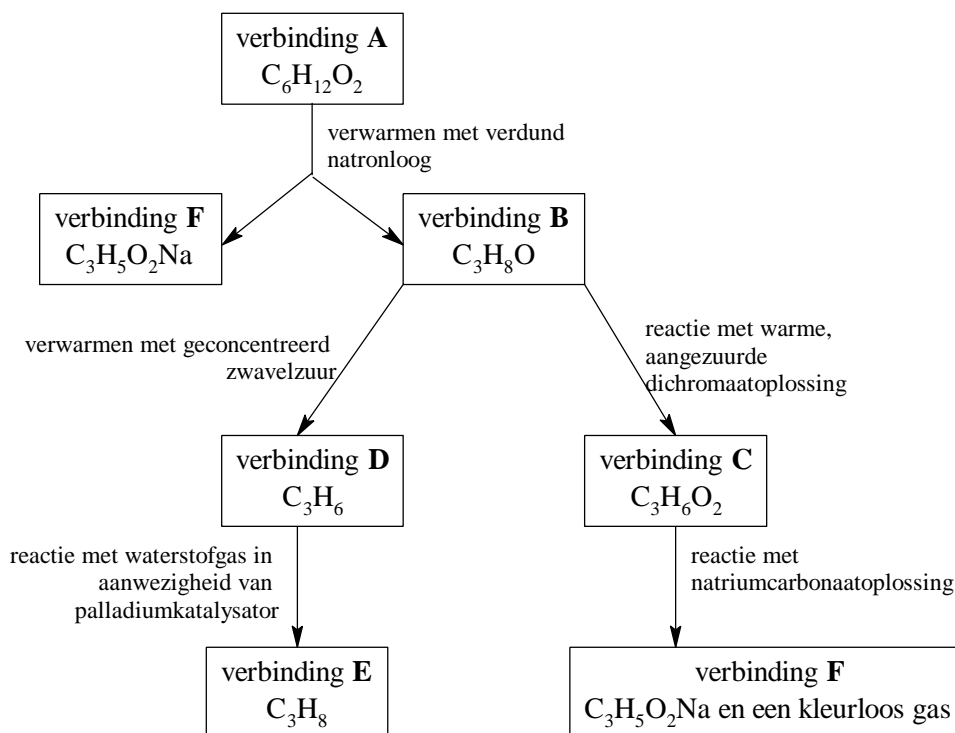 verbinding A
C₆H₁₂O₂
verwarmen met verdund
natronloog
verbinding F
C₃H₅O₂Na
verbinding B
C₃H₈O
verwarmen met geconcentreerd
zwavelzuur
reactie met warme,
aangezuurde
dichromaatoplossing
verbinding D
C₃H₆
verbinding C
C₃H₆O₂
reactie met waterstofgas in
aanwezigheid van
palladiumkatalysator
reactie met
natriumcarbonaatoplossing
verbinding E
C₃H₈
verbinding F
C₃H₅O₂Na en een kleurloos gas